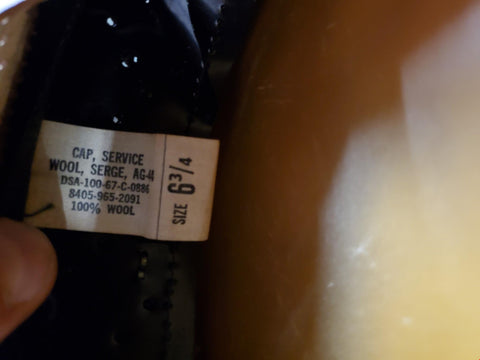 CAP, SERVICE
WOOL, SERGE, AG-44
DSA-100-67-C-0886
8405-965-2091
100% WOOL
SIZE 6 3/4